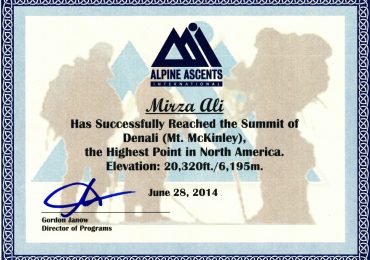 ALPINE ASCENTS
INTERNATIONAL
Mirza Ali
Has Successfully Reached the Summit of
Denali (Mt. McKinley),
the Highest Point in North America.
Elevation: 20,320ft./6,195m.
June 28, 2014
Gordon Janow
Director of Programs